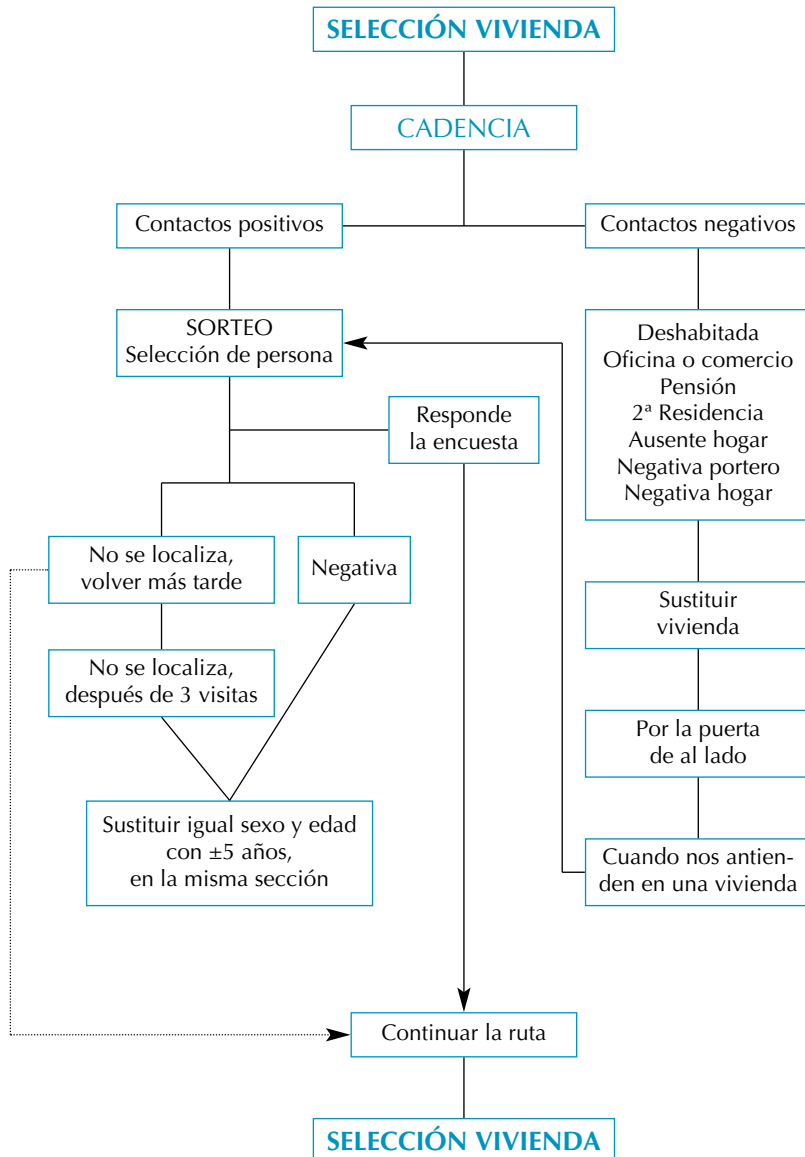 SELECCIÓN VIVIENDA
CADENCIA
Contactos positivos
Contactos negativos
SORTEO
Selección de persona
Deshabitada
Oficina o comercio
Pensión
2ª Residencia
Ausente hogar
Negativa portero
Negativa hogar
Responde
la encuesta
No se localiza,
volver más tarde
Negativa
Sustituir
vivienda
No se localiza,
después de 3 visitas
Por la puerta
de al lado
Sustituir igual sexo y edad
con ±5 años,
en la misma sección
Cuando nos antien-
den en una vivienda
Continuar la ruta
SELECCIÓN VIVIENDA